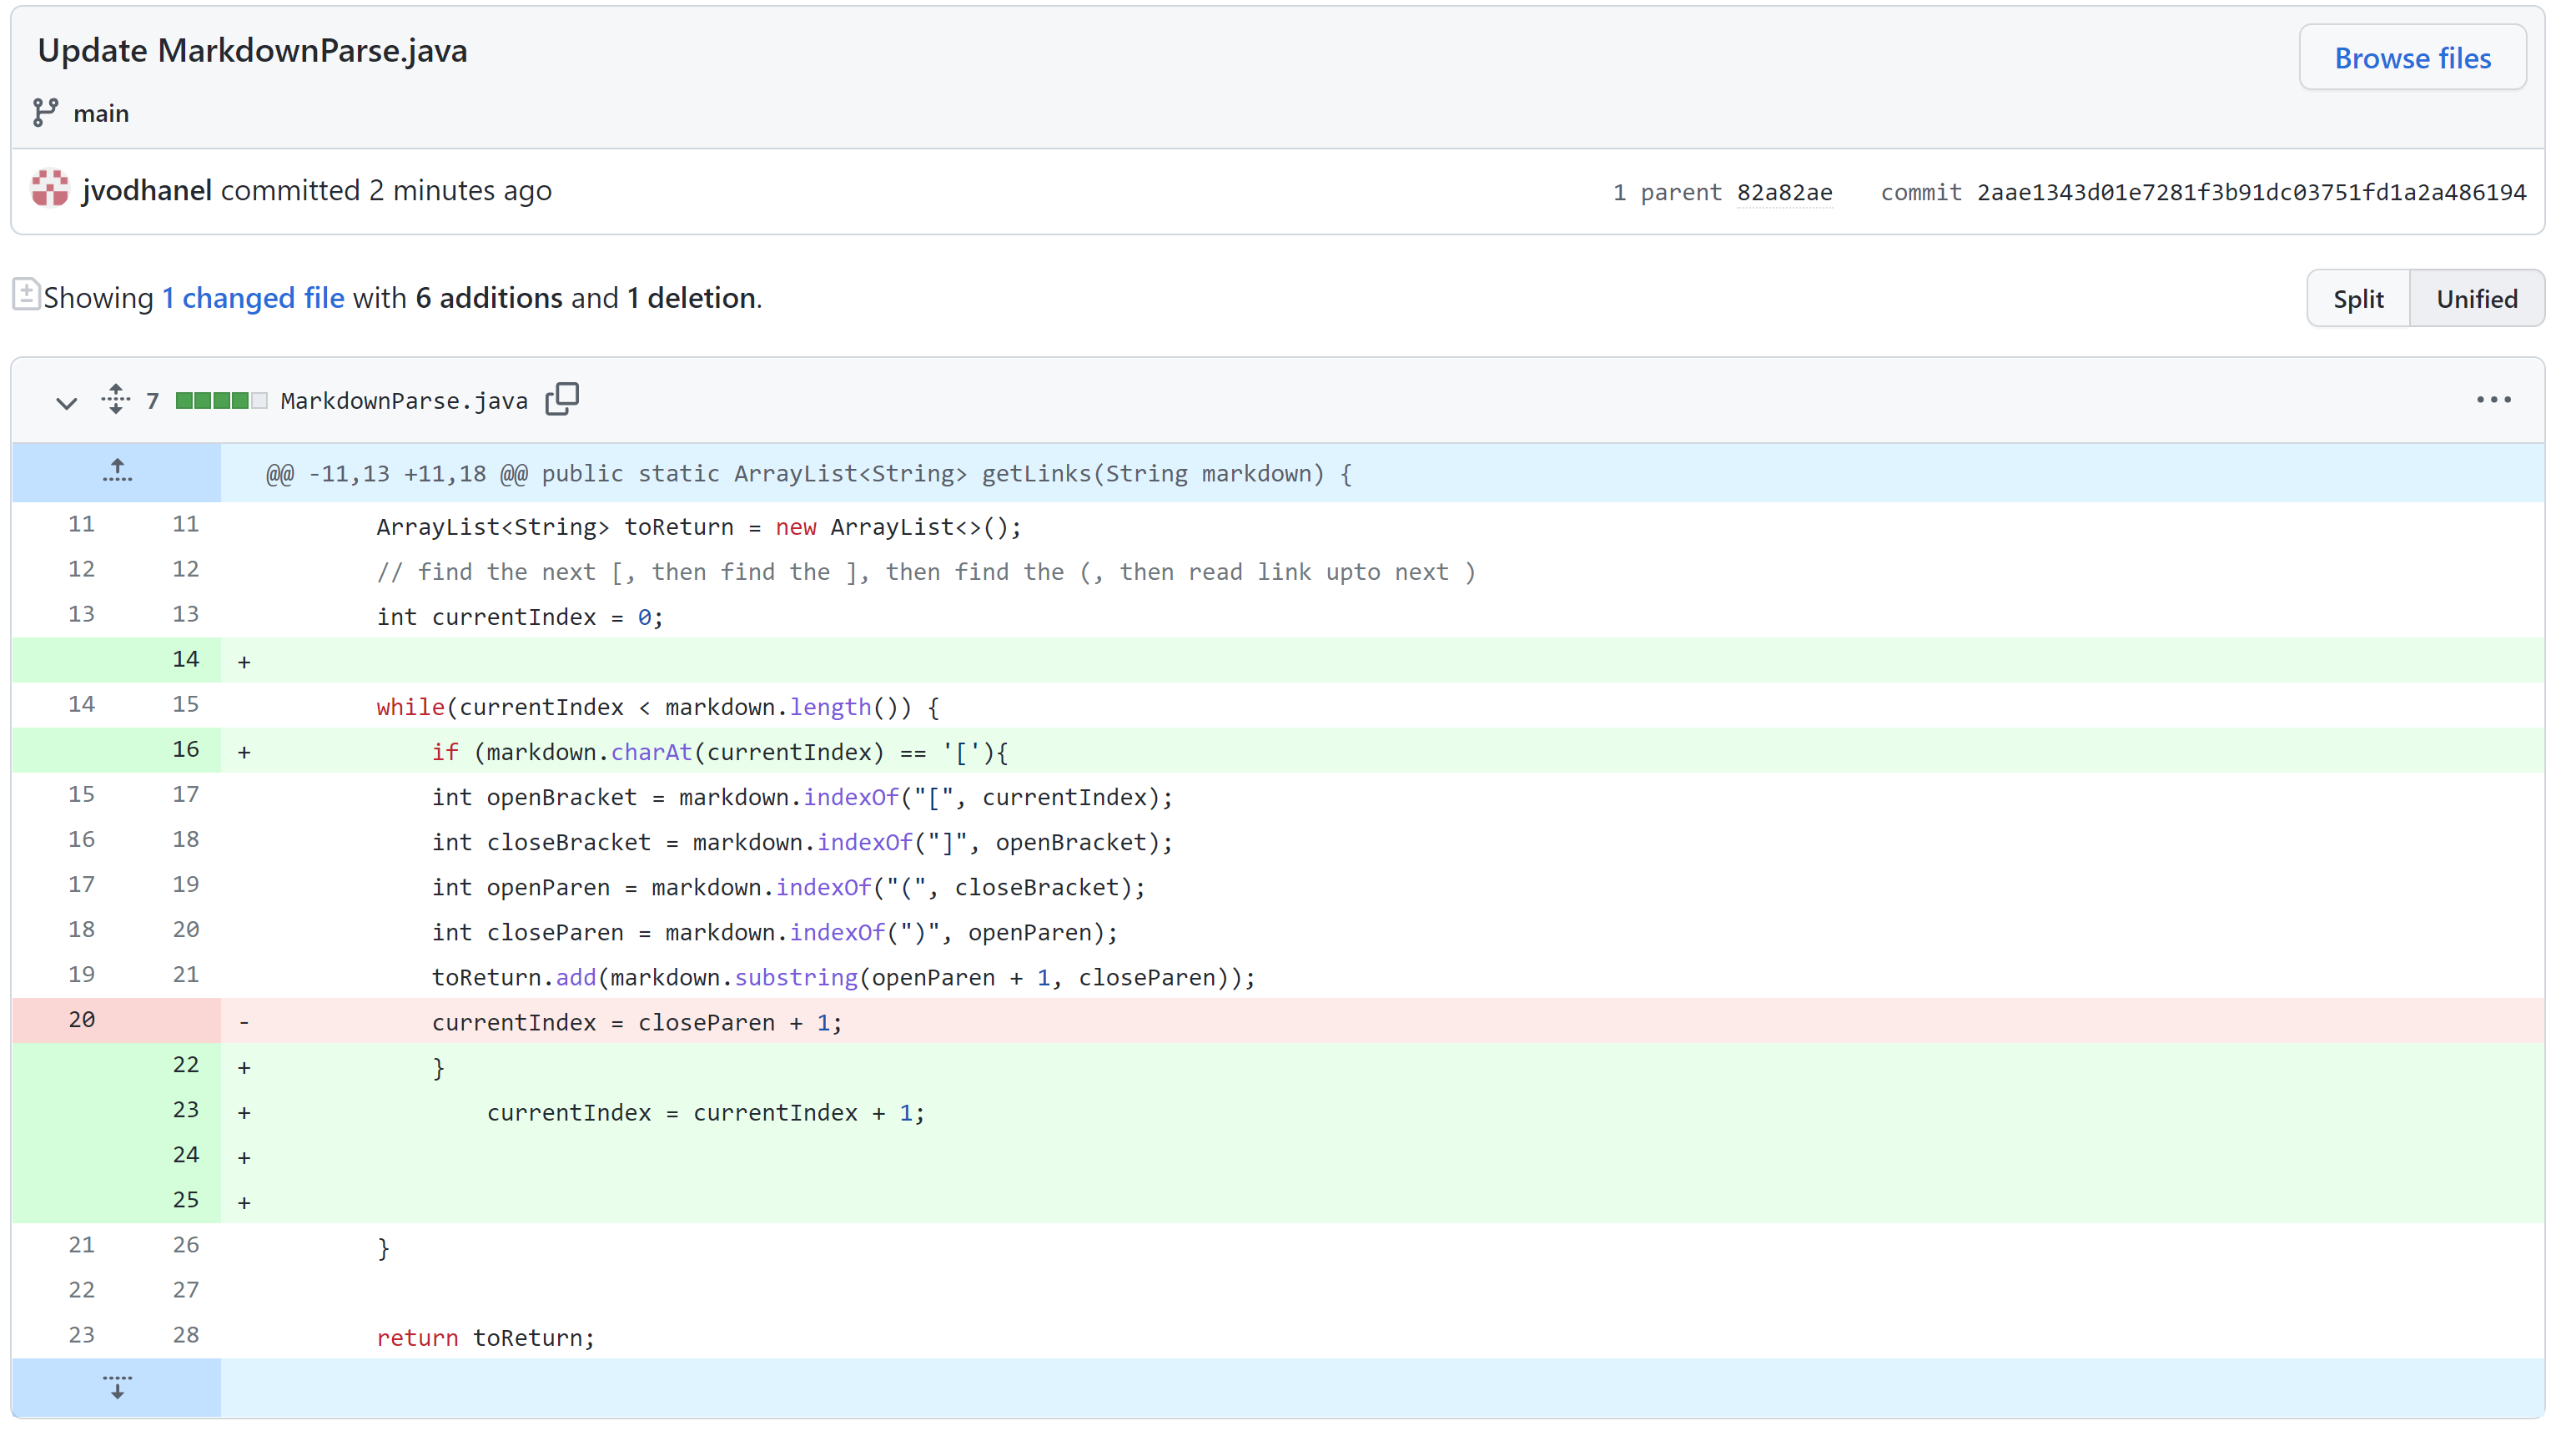 Update MarkdownParse.java
Browse files
main
jvodhanel committed 2 minutes ago
1 parent 82a82ae commit 2aae1343d01e7281f3b91dc03751fd1a2a486194
Showing 1 changed file with 6 additions and 1 deletion.
Split Unified
7 MarkdownParse.java
@@ -11,13 +11,18 @@ public static ArrayList<String> getLinks(String markdown) {
11 11 ArrayList<String> toReturn = new ArrayList<>();
12 12 // find the next [, then find the ], then find the (, then read link upto next )
13 13 int currentIndex = 0;
14 +
14 15 while(currentIndex < markdown.length()) {
16 + if (markdown.charAt(currentIndex) == '['){
15 17 int openBracket = markdown.indexOf("[", currentIndex);
16 18 int closeBracket = markdown.indexOf("]", openBracket);
17 19 int openParen = markdown.indexOf("(", closeBracket);
18 20 int closeParen = markdown.indexOf(")", openParen);
19 21 toReturn.add(markdown.substring(openParen + 1, closeParen));
20 - currentIndex = closeParen + 1;
22 + }
23 + currentIndex = currentIndex + 1;
24 +
25 +
21 26 }
22 27
23 28 return toReturn;